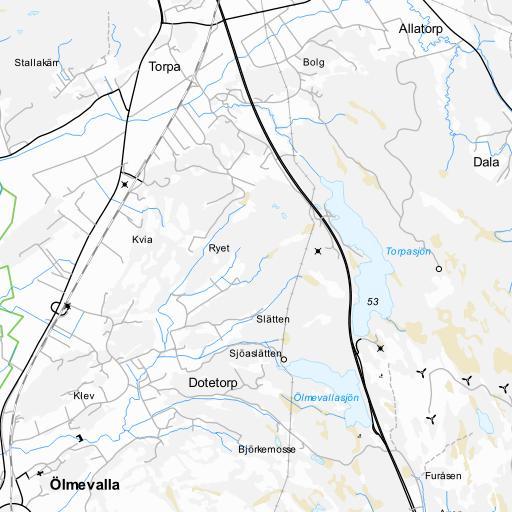 Allatorp
Stallakärr
Bolg
Torpa
Dala
Kvia
Ryet
Torpasjön
53
Slätten
Sjöaslätten
Dotetorp
Klev
Ölmevallasjön
Björkemosse
Furåsen
Ölmevalla